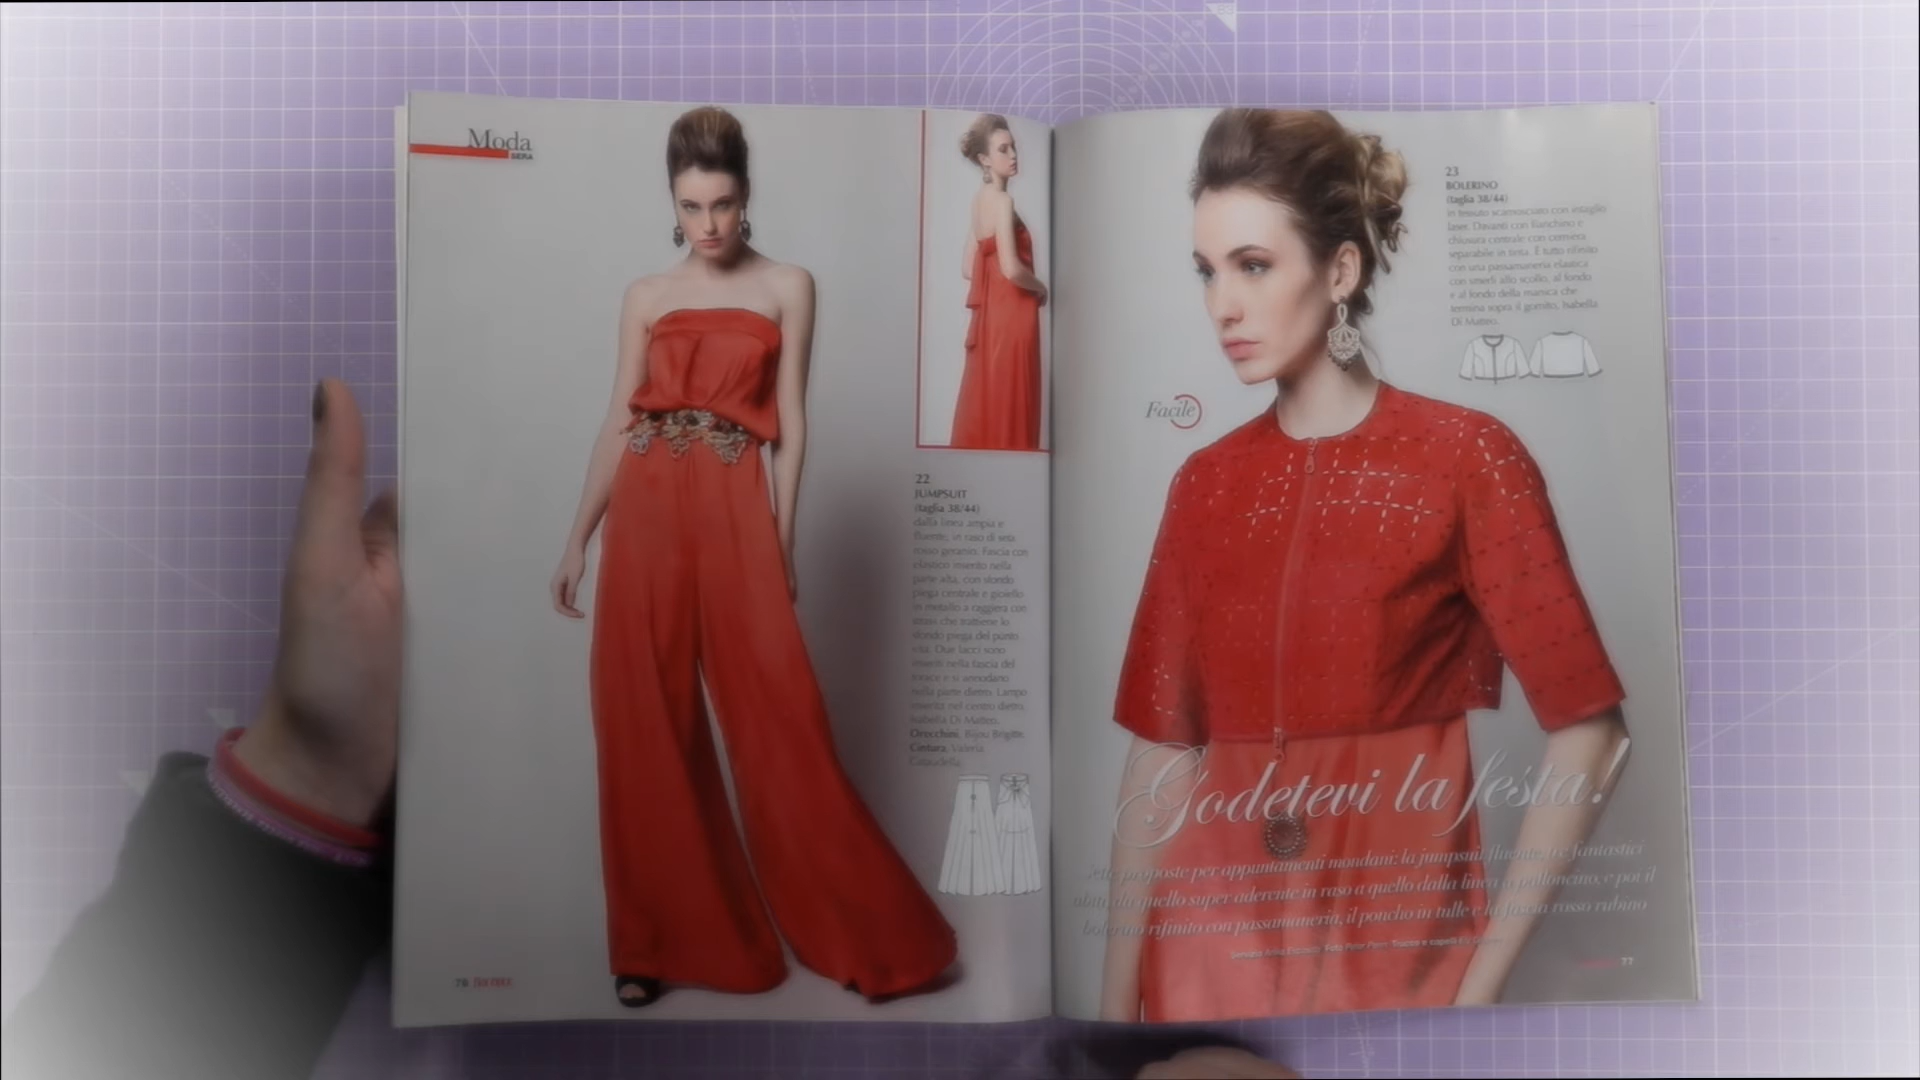 Moda
SERA
22
JUMPSUIT
(taglia 38/44)
dalla linea ampia e
fluente, in raso di seta
rosso geranio. Fascia con
elastico inserito nella
parte alta, con sfondo
piega centrale e gioiello
in metallo a raggiera con
strass che trattiene lo
sfondo piega del punto
vita. Due lacci sono
inseriti nella fascia del
torace e si annodano
nella parte dietro. Lampo
inserita nel centro dietro.
Isabella Di Matteo.
Orecchini, Bijou Brigitte.
Cintura, Valeria
23
BOLERINO
(taglia 38/44)
in tessuto scamosciato con intaglio
laser. Davanti con fianchino e
chiusura centrale con cerniera
separabile in tinta. È tutto rifinito
con una passamaneria elastica
con smerli allo scollo, al fondo
e al fondo della manica che
termina sopra il gomito, Isabella
Di Matteo.
Facile
Godetevi la festa!
proposte per appuntamenti mondani: la jumpsuit fluente, tre fantastici
da quello super aderente in raso a quello dalla linea a palloncino, e poi il
bolerino rifinito con passamaneria, il poncho in tulle e la fascia rosso rubino
Servizio Foto Peter Trucco e capelli
77